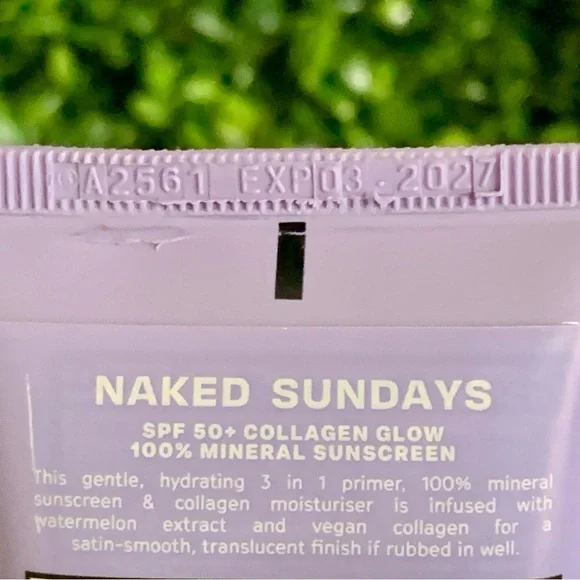 A2561 EXP 03.2027
NAKED SUNDAYS
SPF 50+ COLLAGEN GLOW
100% MINERAL SUNSCREEN
This gentle, hydrating 3 in 1 primer, 100% mineral
sunscreen & collagen moisturiser is infused with
watermelon extract and vegan collagen for a
satin-smooth, translucent finish if rubbed in well.